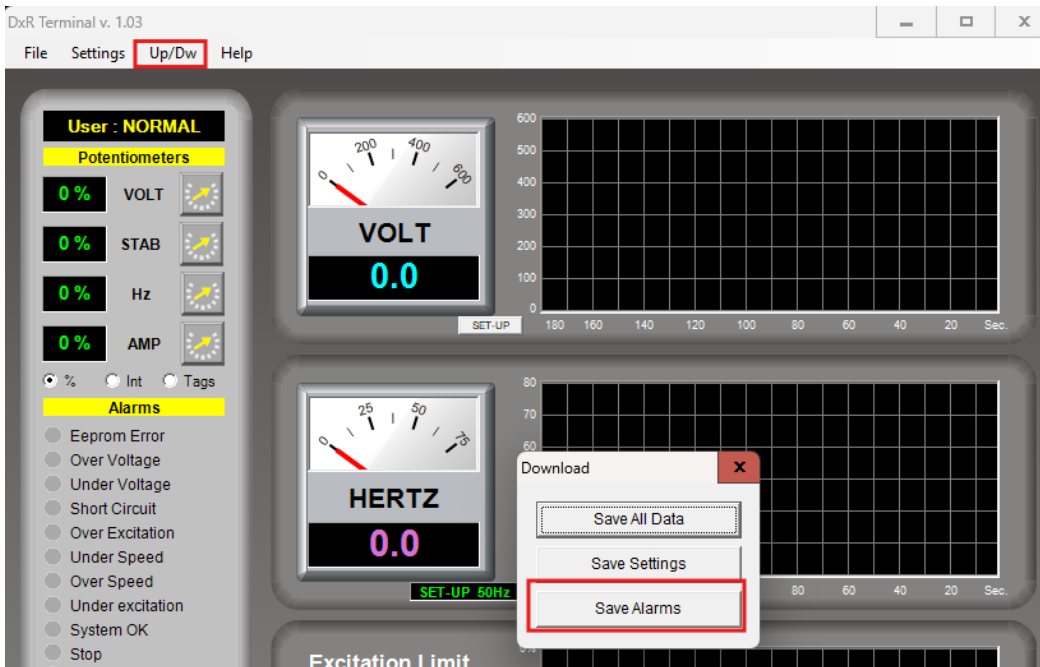 DxR Terminal v. 1.03
File Settings Up/Dw Help
User : NORMAL
Potentiometers
0 % VOLT
0 % STAB
0 % Hz
0 % AMP
% Int Tags
Alarms
Eeprom Error
Over Voltage
Under Voltage
Short Circuit
Over Excitation
Under Speed
Over Speed
Under excitation
System OK
Stop
0 200 400 600
VOLT
0.0
SET-UP
600
500
400
300
200
100
0
180 160 140 120 100 80 60 40 20 Sec.
0 25 50 75
HERTZ
0.0
SET-UP 50Hz
80
70
60
80 60 40 20 Sec.
Download
X
Save All Data
Save Settings
Save Alarms
Excitation Limit